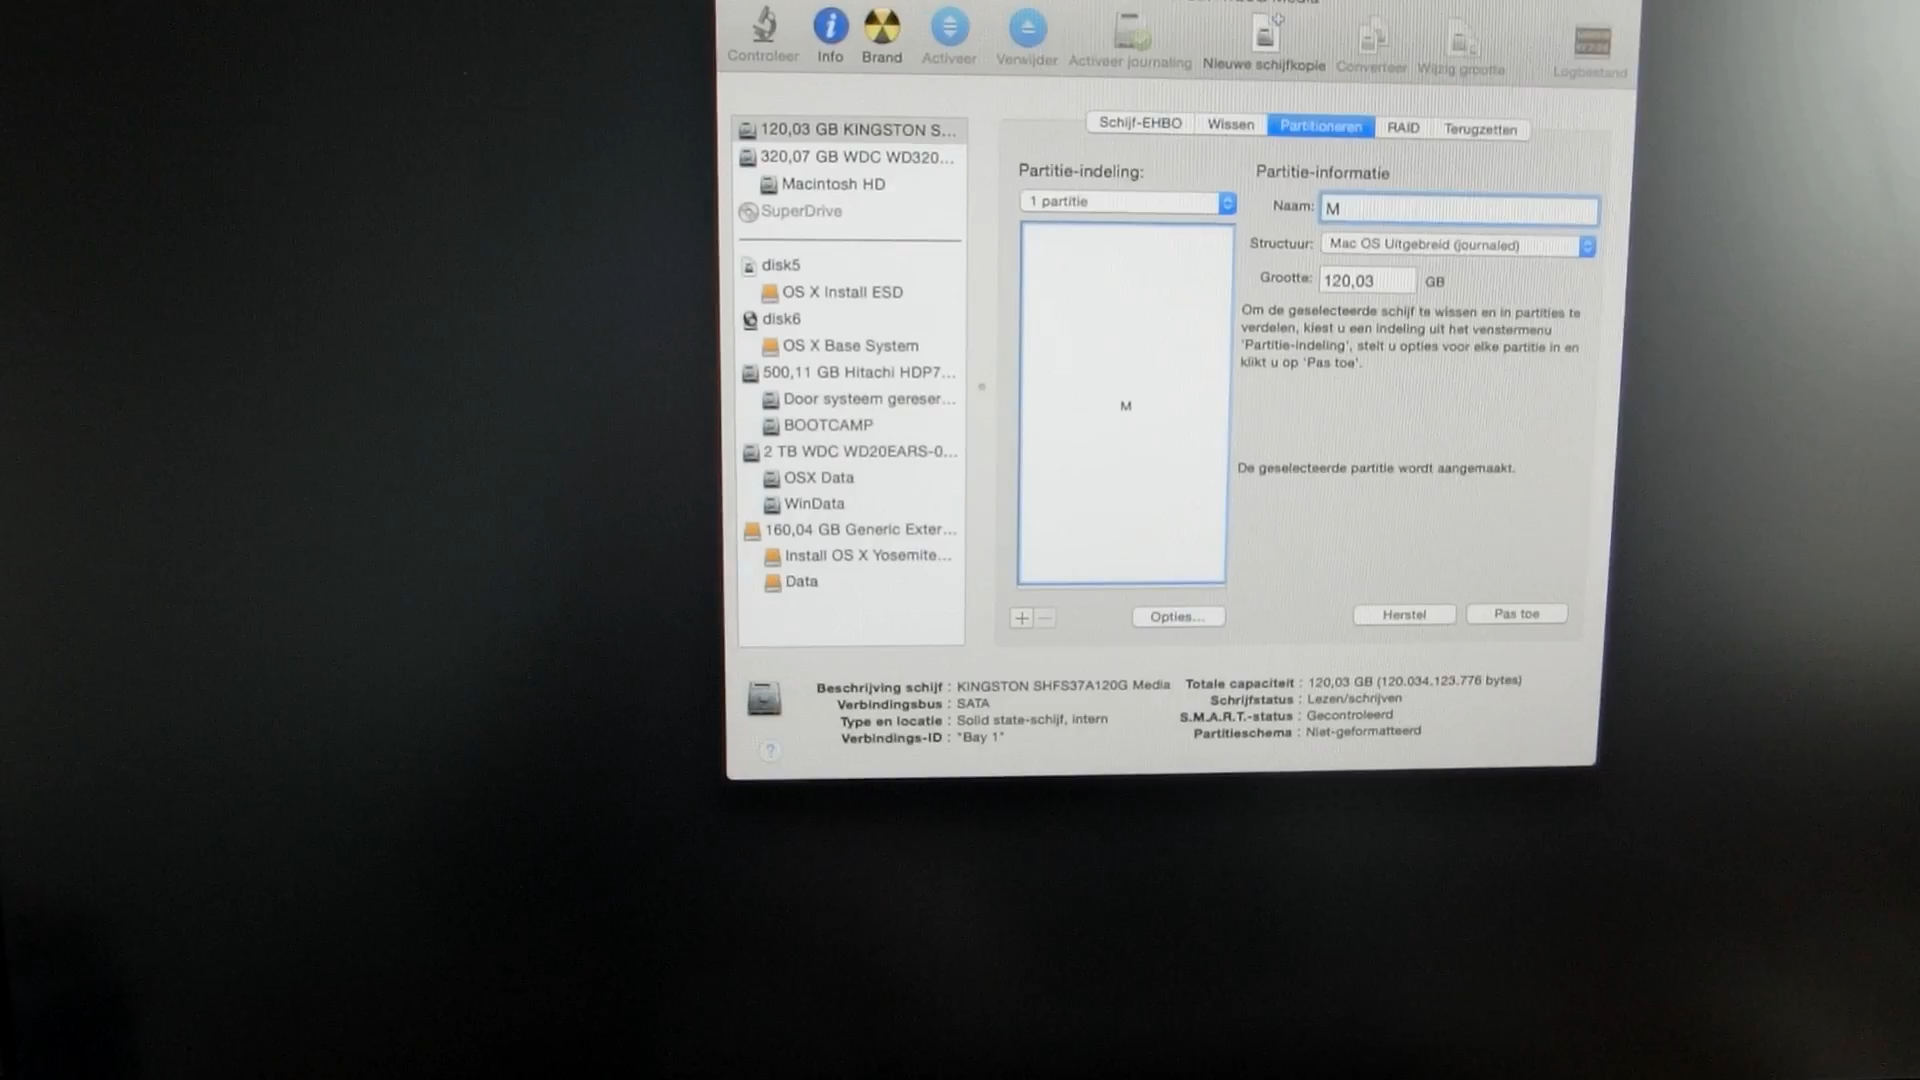 Controleer Info Brand Activeer Verwijder Activeer journaling Nieuwe schijfkopie Converteer Wijzig grootte Logbestand
120,03 GB KINGSTON S...
320,07 GB WDC WD320...
Macintosh HD
SuperDrive
disk5
OS X Install ESD
disk6
OS X Base System
500,11 GB Hitachi HDP7...
Door systeem gereser...
BOOTCAMP
2 TB WDC WD20EARS-0...
OSX Data
WinData
160,04 GB Generic Exter...
Install OS X Yosemite...
Data
Schijf-EHBO Wissen Partitioneren RAID Terugzetten
Partitie-indeling:
1 partitie
M
Opties...
Partitie-informatie
Naam: M
Structuur: Mac OS Uitgebreid (journaled)
Grootte: 120,03 GB
Om de geselecteerde schijf te wissen en in partities te
verdelen, kiest u een indeling uit het venstermenu
'Partitie-indeling', stelt u opties voor elke partitie in en
klikt u op 'Pas toe'.
De geselecteerde partitie wordt aangemaakt.
Herstel Pas toe
Beschrijving schijf : KINGSTON SHFS37A120G Media
Verbindingsbus : SATA
Type en locatie : Solid state-schijf, intern
Verbindings-ID : "Bay 1"
Totale capaciteit : 120,03 GB (120.034.123.776 bytes)
Schrijfstatus : Lezen/schrijven
S.M.A.R.T.-status : Gecontroleerd
Partitieschema : Niet-geformatteerd